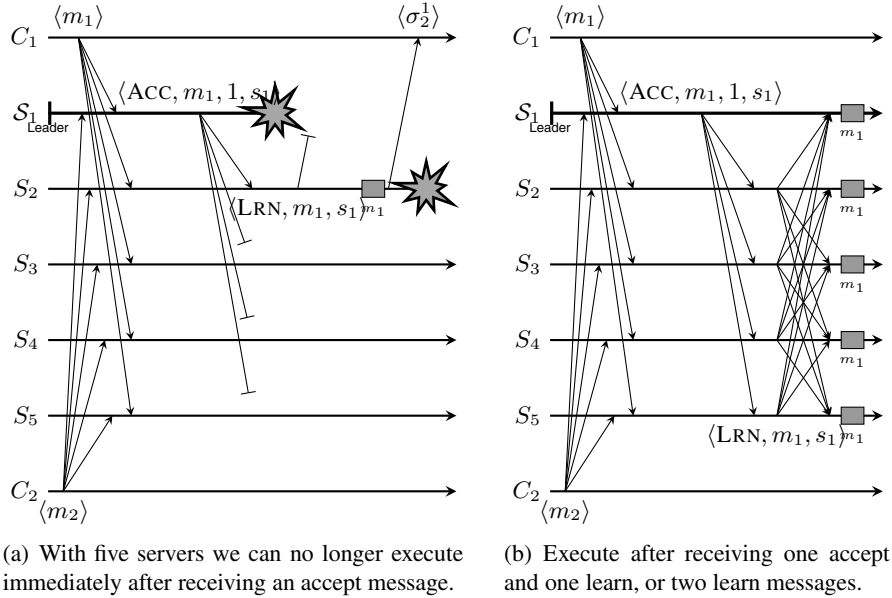 ⟨m₁⟩ ⟨σ₂¹⟩
C₁
⟨ACC, m₁, 1, s₁⟩
S₁
Leader
S₂
⟨LRN, m₁, s₁⟩ m₁
S₃
S₄
S₅
C₂
⟨m₂⟩
(a) With five servers we can no longer execute
immediately after receiving an accept message.
⟨m₁⟩
C₁
⟨ACC, m₁, 1, s₁⟩
S₁
Leader
m₁
S₂
m₁
S₃
m₁
S₄
m₁
S₅
⟨LRN, m₁, s₁⟩ m₁
C₂
⟨m₂⟩
(b) Execute after receiving one accept
and one learn, or two learn messages.